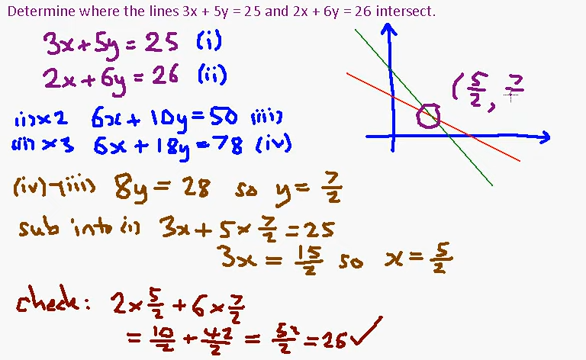 Determine where the lines 3x + 5y = 25 and 2x + 6y = 26 intersect.
3x+5y = 25 (i)
2x+6y = 26 (ii)
(i)×2 6x + 10y = 50 (iii)
(ii)×3 6x + 18y = 78 (iv)
(iv)-(iii) 8y = 28 so y = 7/2
sub into (i) 3x + 5 × 7/2 = 25
3x = 15/2 so x = 5/2
check: 2 × 5/2 + 6 × 7/2
= 10/2 + 42/2 = 52/2 = 26 ✓
(5/2, 7